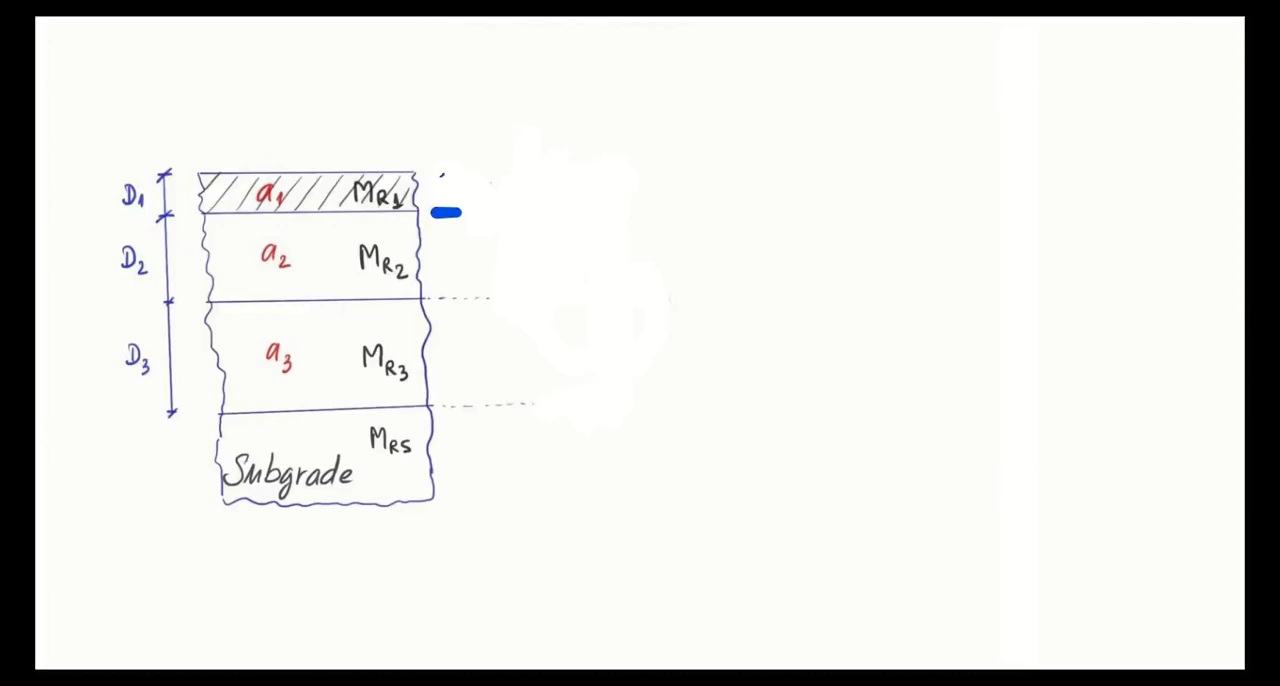 D₁ a₁ MR1
D₂ a₂ MR2
D₃ a₃ MR3
MRS
Subgrade